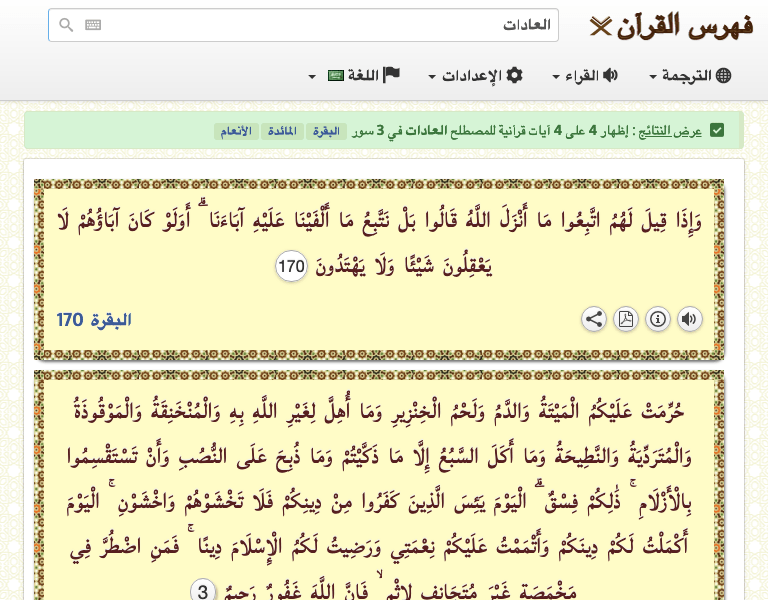 فهرس القرآن
العادات
الترجمة القراء الإعدادات اللغة
عرض النتائج : إظهار 4 على 4 آيات قرآنية للمصطلح العادات في 3 سور البقرة المائدة الأنعام
وَإِذَا قِيلَ لَهُمُ اتَّبِعُوا مَا أَنْزَلَ اللَّهُ قَالُوا بَلْ نَتَّبِعُ مَا أَلْفَيْنَا عَلَيْهِ آبَاءَنَا ۗ أَوَلَوْ كَانَ آبَاؤُهُمْ لَا
يَعْقِلُونَ شَيْئًا وَلَا يَهْتَدُونَ 170
البقرة 170
حُرِّمَتْ عَلَيْكُمُ الْمَيْتَةُ وَالدَّمُ وَلَحْمُ الْخِنْزِيرِ وَمَا أُهِلَّ لِغَيْرِ اللَّهِ بِهِ وَالْمُنْخَنِقَةُ وَالْمَوْقُوذَةُ
وَالْمُتَرَدِّيَةُ وَالنَّطِيحَةُ وَمَا أَكَلَ السَّبُعُ إِلَّا مَا ذَكَّيْتُمْ وَمَا ذُبِحَ عَلَى النُّصُبِ وَأَنْ تَسْتَقْسِمُوا
بِالْأَزْلَامِ ۚ ذَٰلِكُمْ فِسْقٌ ۗ الْيَوْمَ يَئِسَ الَّذِينَ كَفَرُوا مِنْ دِينِكُمْ فَلَا تَخْشَوْهُمْ وَاخْشَوْنِ ۚ الْيَوْمَ
أَكْمَلْتُ لَكُمْ دِينَكُمْ وَأَتْمَمْتُ عَلَيْكُمْ نِعْمَتِي وَرَضِيتُ لَكُمُ الْإِسْلَامَ دِينًا ۚ فَمَنِ اضْطُرَّ فِي
مَخْمَصَةٍ غَيْرَ مُتَجَانِفٍ لِإِثْمٍ ۙ فَإِنَّ اللَّهَ غَفُورٌ رَحِيمٌ 3